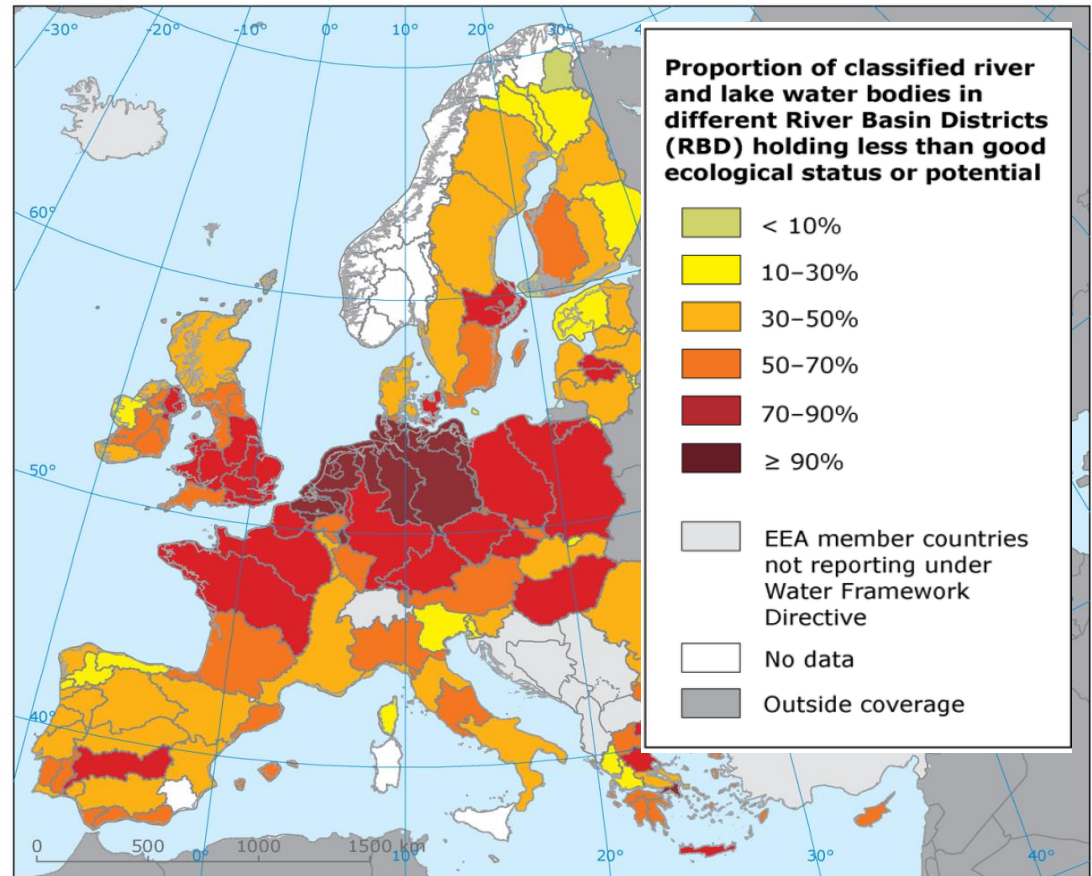 -30°
-20°
-10°
0°
10°
20°
30°
4
60°
50°
40°
Proportion of classified river
and lake water bodies in
different River Basin Districts
(RBD) holding less than good
ecological status or potential
< 10%
10–30%
30–50%
50–70%
70–90%
≥ 90%
EEA member countries
not reporting under
Water Framework
Directive
No data
Outside coverage
0 500 1000 1500 km
0° 10° 20° 30° 40°